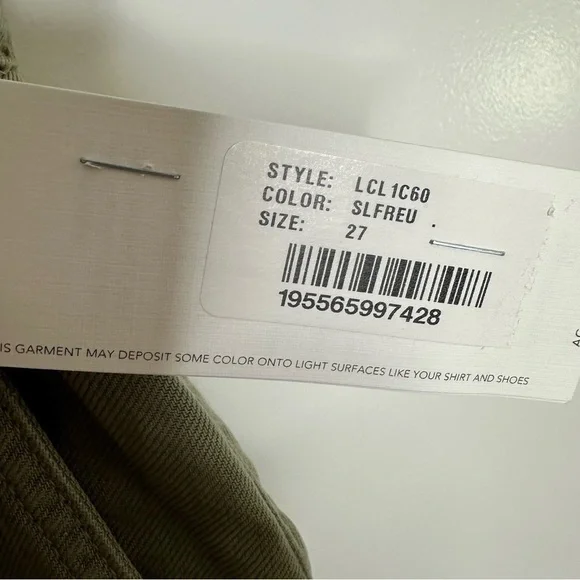 STYLE: LCL1C60
COLOR: SLFREU
SIZE: 27
195565997428
IS GARMENT MAY DEPOSIT SOME COLOR ONTO LIGHT SURFACES LIKE YOUR SHIRT AND SHOES
AC